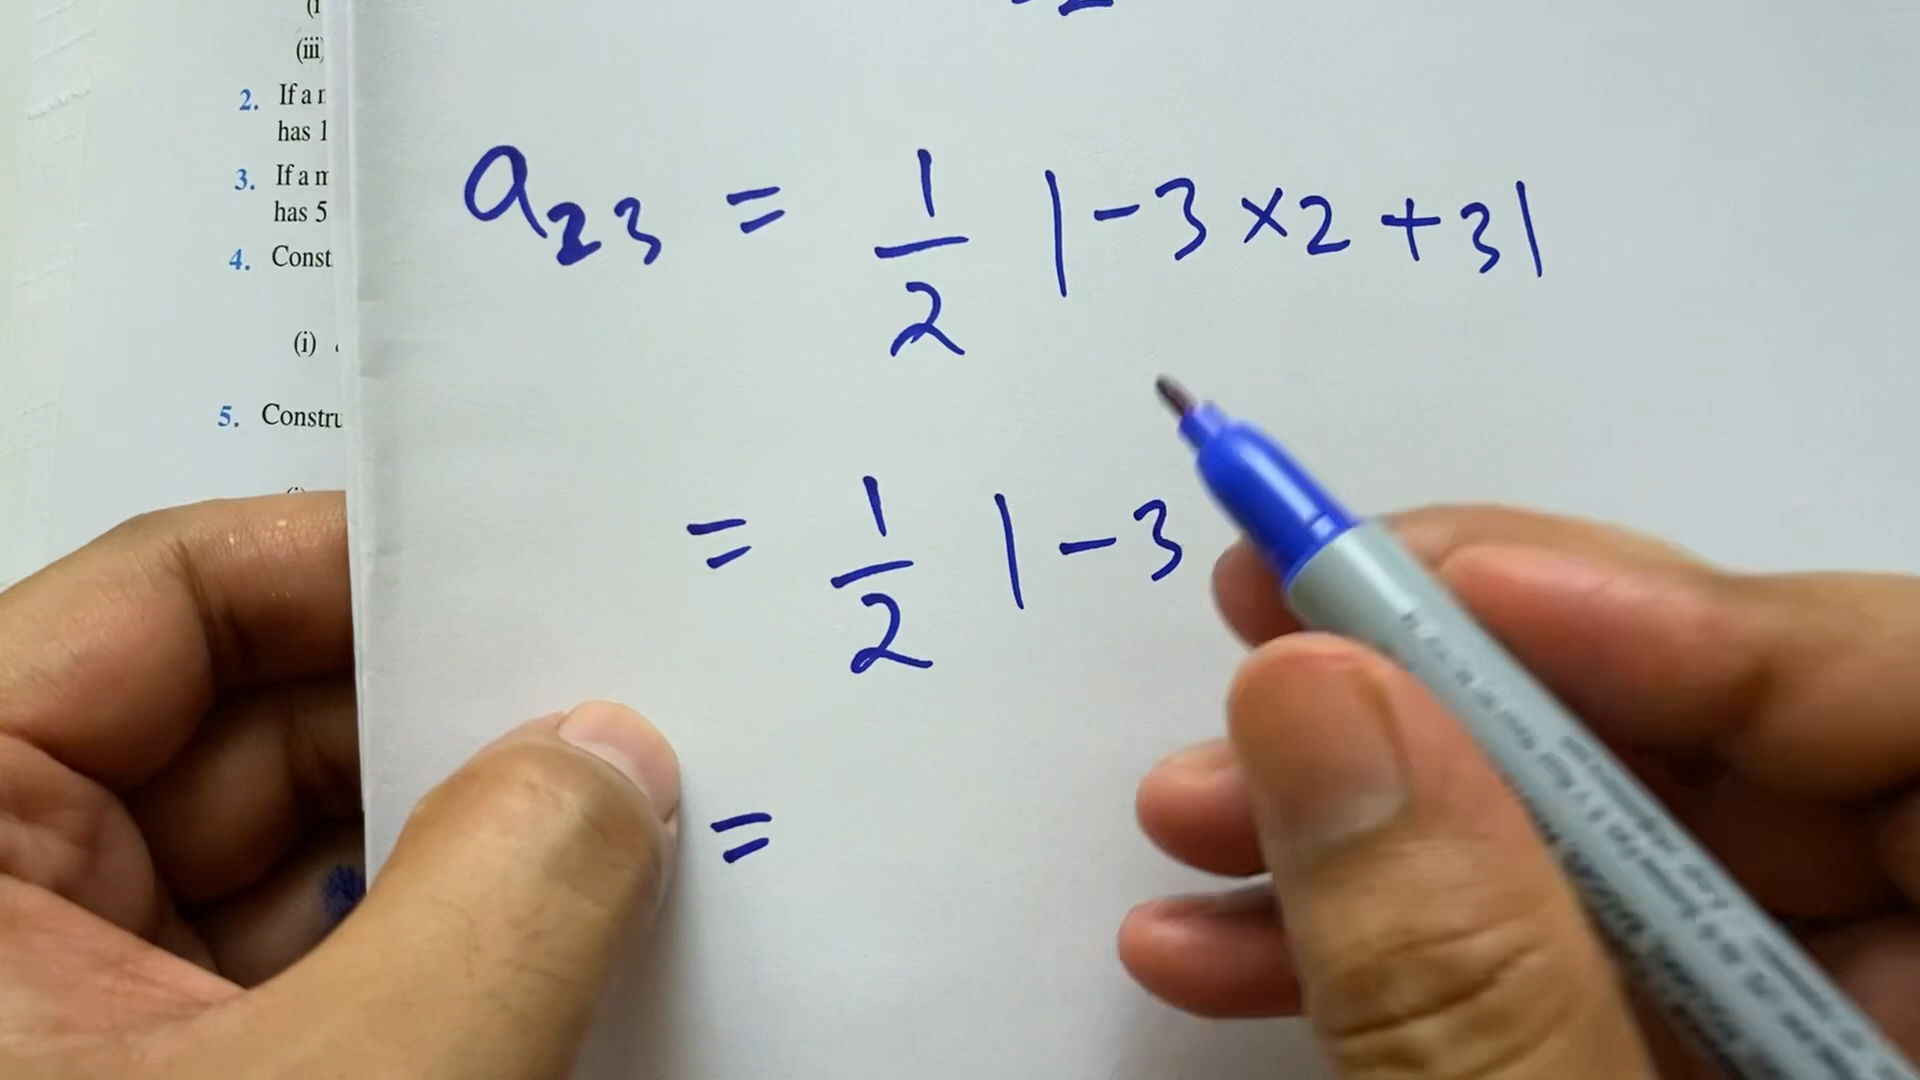 (iii)
2. If a
has 1
3. If a
has 5
4. Const
(i)
5. Constru
a₂₃ = 1/2 |-3×2+3|
= 1/2 |-3
=